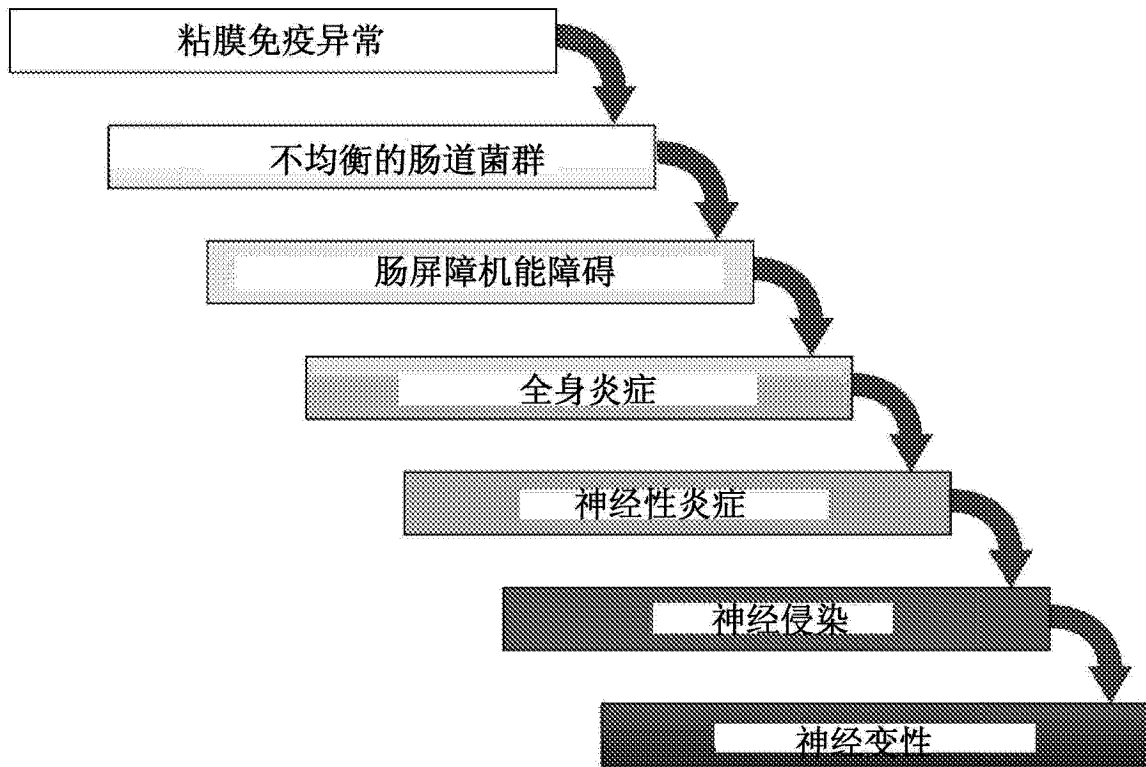 粘膜免疫异常
不均衡的肠道菌群
肠屏障机能障碍
全身炎症
神经性炎症
神经侵染
神经变性